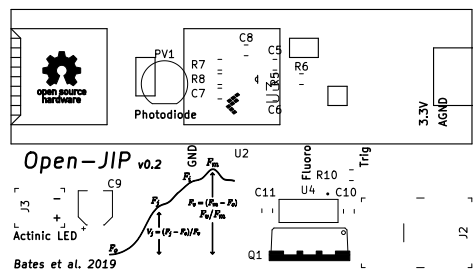 C8
PV1
C5
R7
R6
R8
R5
C7
C6
open source
hardware
Photodiode
3.3V
AGND
Open-JIP v0.2
GND
U2
Fluoro
Trig
Fm
Fi
R10
C9
U4
C11
C10
J3
Fj
Fv=(Fm-Fo)
Fv/Fm
Vj=(Fj-Fo)/Fv
J2
Actinic LED
Fo
Q1
Bates et al. 2019